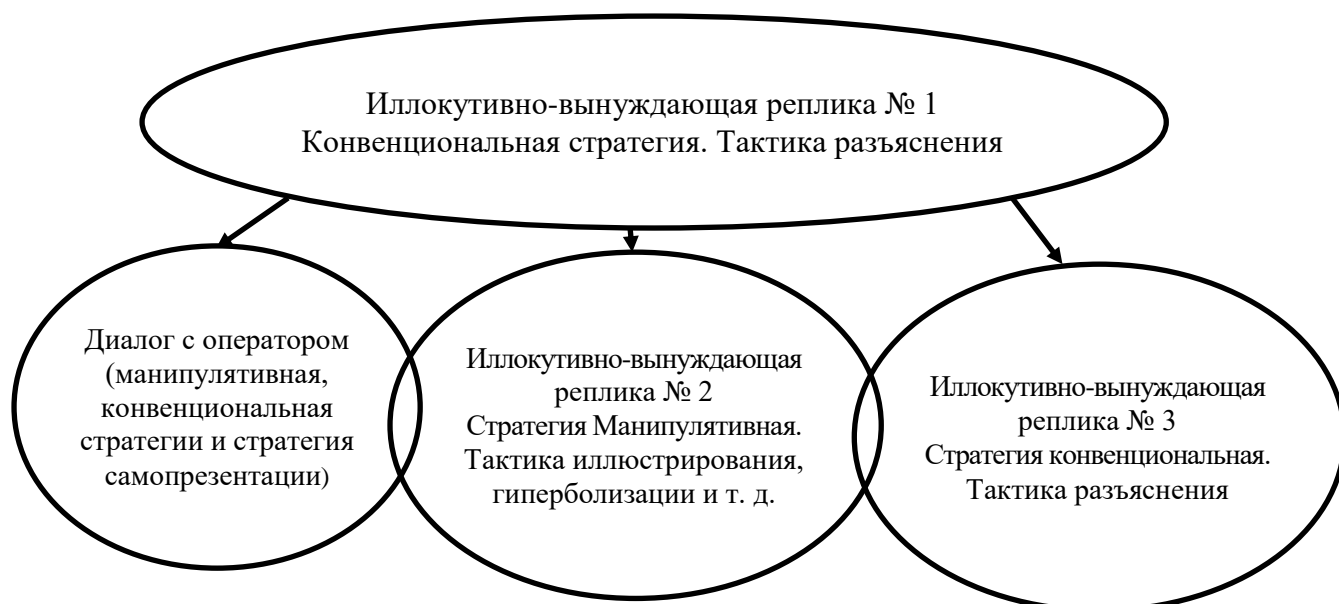 Иллокутивно-вынуждающая реплика № 1
Конвенциональная стратегия. Тактика разъяснения
Диалог с оператором
(манипулятивная,
конвенциональная
стратегии и стратегия
самопрезентации)
Иллокутивно-вынуждающая
реплика № 2
Стратегия Манипулятивная.
Тактика иллюстрирования,
гиперболизации и т. д.
Иллокутивно-вынуждающая
реплика № 3
Стратегия конвенциональная.
Тактика разъяснения